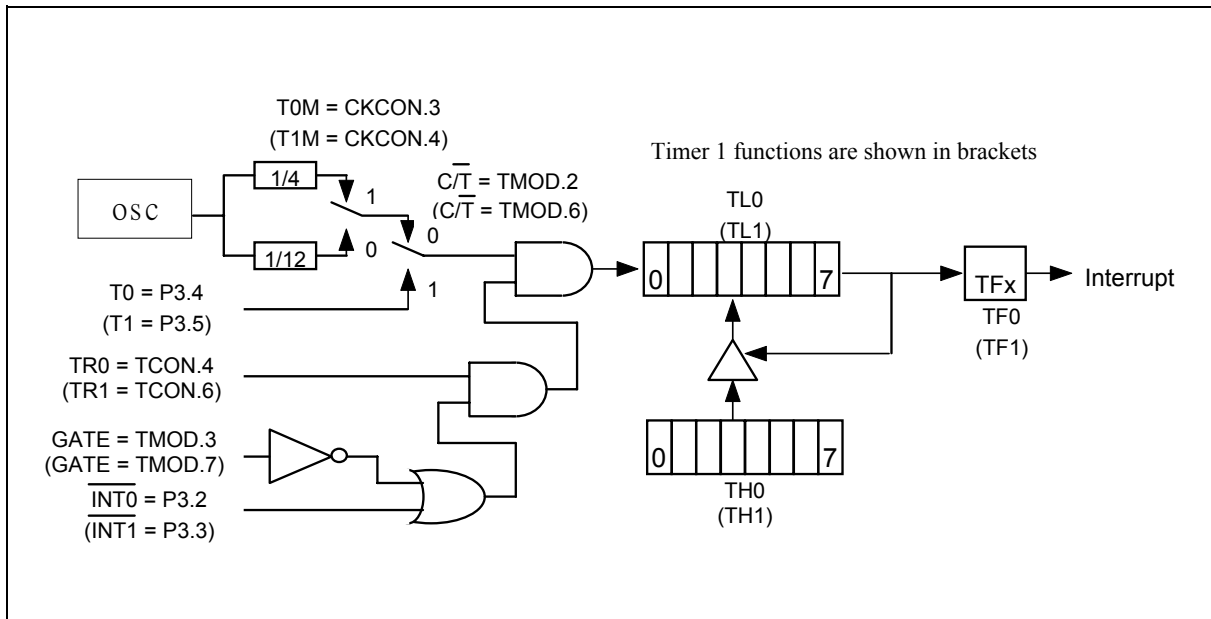 T0M = CKCON.3
(T1M = CKCON.4)
Timer 1 functions are shown in brackets
1/4
1
C/T̅ = TMOD.2
(C/T̅ = TMOD.6)
OSC
0
1/12
0
TL0
(TL1)
0 7
TFx
Interrupt
TF0
(TF1)
T0 = P3.4
(T1 = P3.5)
1
TR0 = TCON.4
(TR1 = TCON.6)
GATE = TMOD.3
(GATE = TMOD.7)
0 7
TH0
(TH1)
I̅N̅T̅0̅ = P3.2
(I̅N̅T̅1̅ = P3.3)